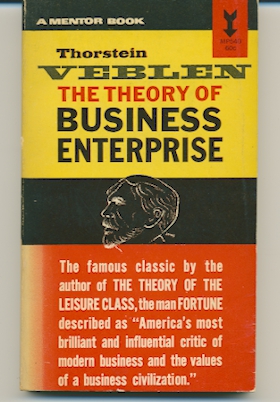 A MENTOR BOOK
MP583
60c
Thorstein
VEBLEN
THE THEORY OF
BUSINESS
ENTERPRISE
The famous classic by the
author of THE THEORY OF THE
LEISURE CLASS, the man FORTUNE
described as "America's most
brilliant and influential critic of
modern business and the values
of a business civilization."